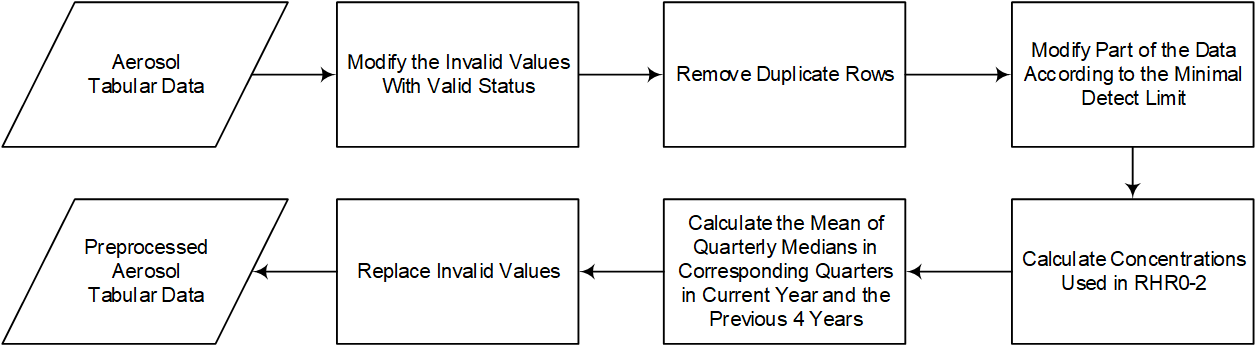 Aerosol
Tabular Data
Modify the Invalid Values
With Valid Status
Remove Duplicate Rows
Modify Part of the Data
According to the Minimal
Detect Limit
Calculate Concentrations
Used in RHR0-2
Calculate the Mean of
Quarterly Medians in
Corresponding Quarters
in Current Year and the
Previous 4 Years
Replace Invalid Values
Preprocessed
Aerosol
Tabular Data